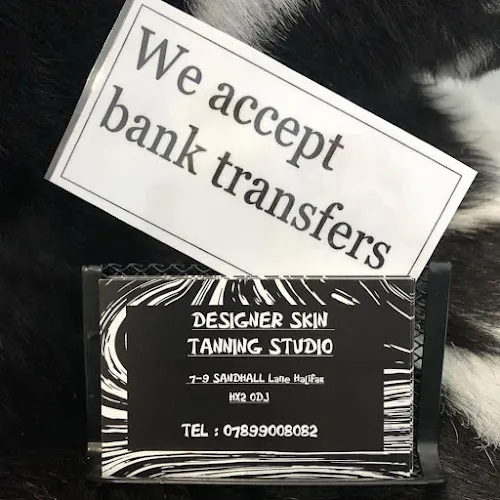 We accept
bank transfers
DESIGNER SKIN
TANNING STUDIO
7-9 SANDHALL Lane Halifax
HX2 0DJ
TEL : 07899008082